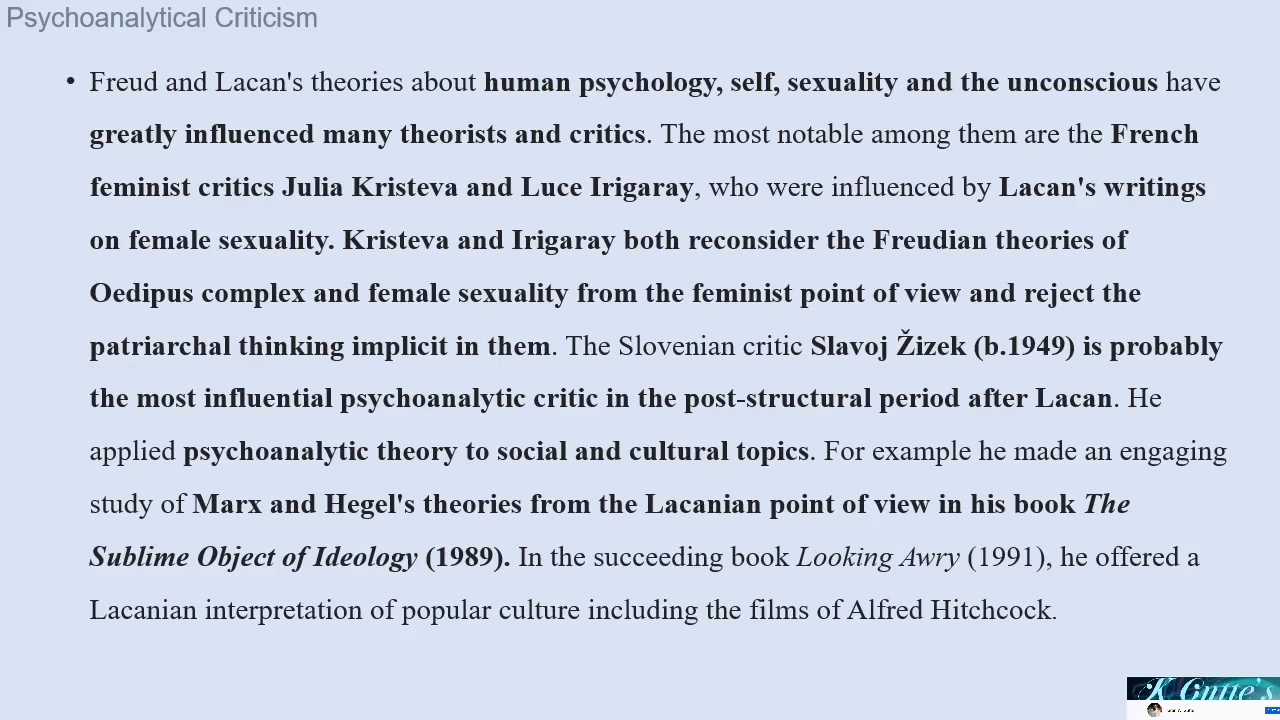 Psychoanalytical Criticism
• Freud and Lacan's theories about human psychology, self, sexuality and the unconscious have
greatly influenced many theorists and critics. The most notable among them are the French
feminist critics Julia Kristeva and Luce Irigaray, who were influenced by Lacan's writings
on female sexuality. Kristeva and Irigaray both reconsider the Freudian theories of
Oedipus complex and female sexuality from the feminist point of view and reject the
patriarchal thinking implicit in them. The Slovenian critic Slavoj Žizek (b.1949) is probably
the most influential psychoanalytic critic in the post-structural period after Lacan. He
applied psychoanalytic theory to social and cultural topics. For example he made an engaging
study of Marx and Hegel's theories from the Lacanian point of view in his book The
Sublime Object of Ideology (1989). In the succeeding book Looking Awry (1991), he offered a
Lacanian interpretation of popular culture including the films of Alfred Hitchcock.